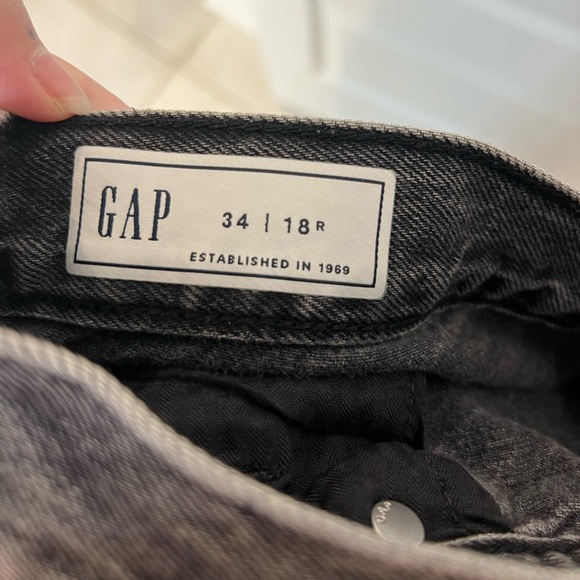 GAP
34 | 18R
ESTABLISHED IN 1969